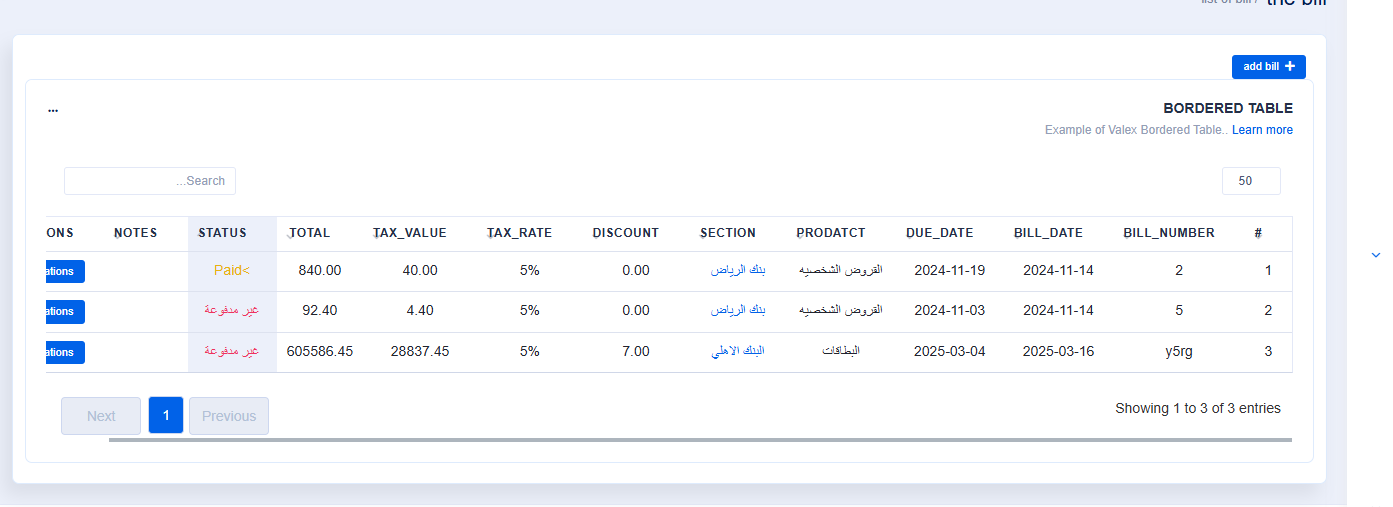 list of bill / the bill
add bill +
BORDERED TABLE
...
Example of Valex Bordered Table.. Learn more
50
...Search
# BILL_NUMBER BILL_DATE DUE_DATE PRODATCT SECTION DISCOUNT TAX_RATE TAX_VALUE TOTAL STATUS NOTES ONS
1 2 2024-11-14 2024-11-19 القروض الشخصيه بنك الرياض 0.00 5% 40.00 840.00 Paid< ations
2 5 2024-11-14 2024-11-03 القروض الشخصيه بنك الرياض 0.00 5% 4.40 92.40 غير مدفوعة ations
3 y5rg 2025-03-16 2025-03-04 البطاقات البنك الاهلي 7.00 5% 28837.45 605586.45 غير مدفوعة ations
Showing 1 to 3 of 3 entries
Previous 1 Next